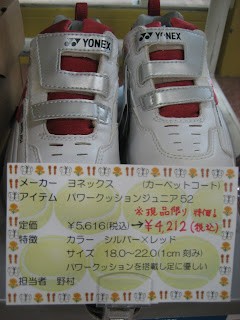 YONEX YONEX
メーカー ヨネックス (カーペットコート)
アイテム パワークッションジュニア52
※現品限り 特価!
定価 ¥5,616(税込)→¥4,212(税込)
特徴 カラー シルバー×レッド
サイズ 18.0～22.0(1cm刻み)
パワークッションを搭載し足に優しい
担当者 野村